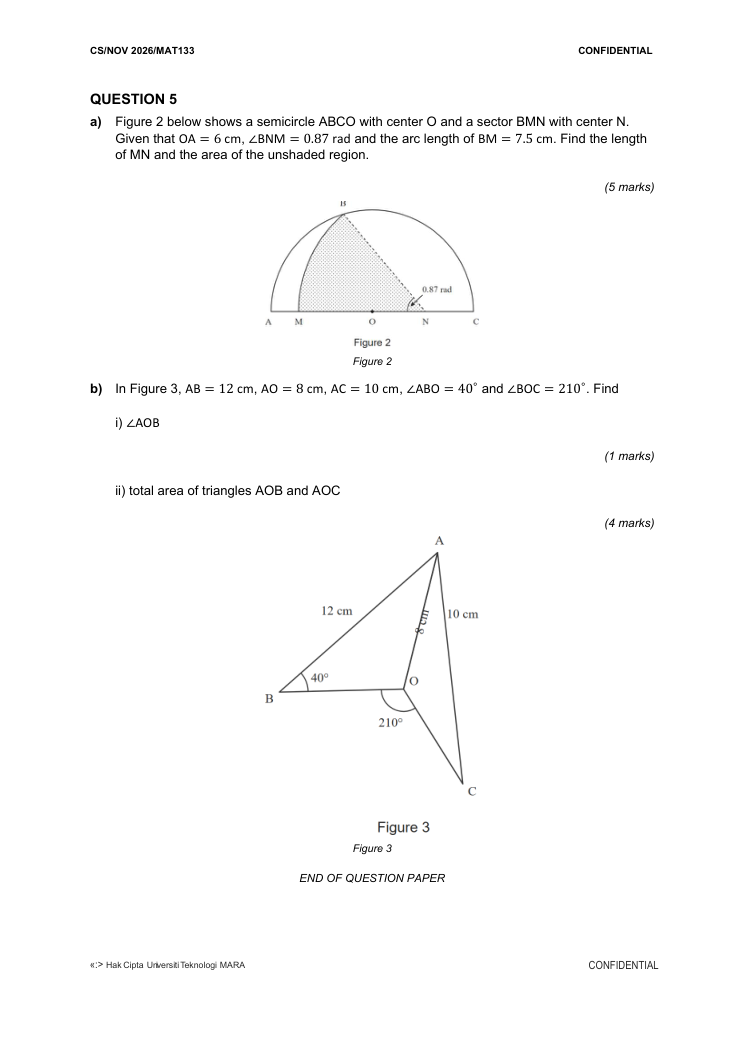 CS/NOV 2026/MAT133 CONFIDENTIAL
QUESTION 5
a) Figure 2 below shows a semicircle ABCO with center O and a sector BMN with center N.
Given that OA = 6 cm, ∠BNM = 0.87 rad and the arc length of BM = 7.5 cm. Find the length
of MN and the area of the unshaded region.
(5 marks)
B
0.87 rad
A M O N C
Figure 2
Figure 2
b) In Figure 3, AB = 12 cm, AO = 8 cm, AC = 10 cm, ∠ABO = 40° and ∠BOC = 210°. Find
i) ∠AOB
(1 marks)
ii) total area of triangles AOB and AOC
(4 marks)
A
12 cm 8 cm 10 cm
40° O
B
210°
C
Figure 3
Figure 3
END OF QUESTION PAPER
«:> Hak Cipta Universiti Teknologi MARA CONFIDENTIAL